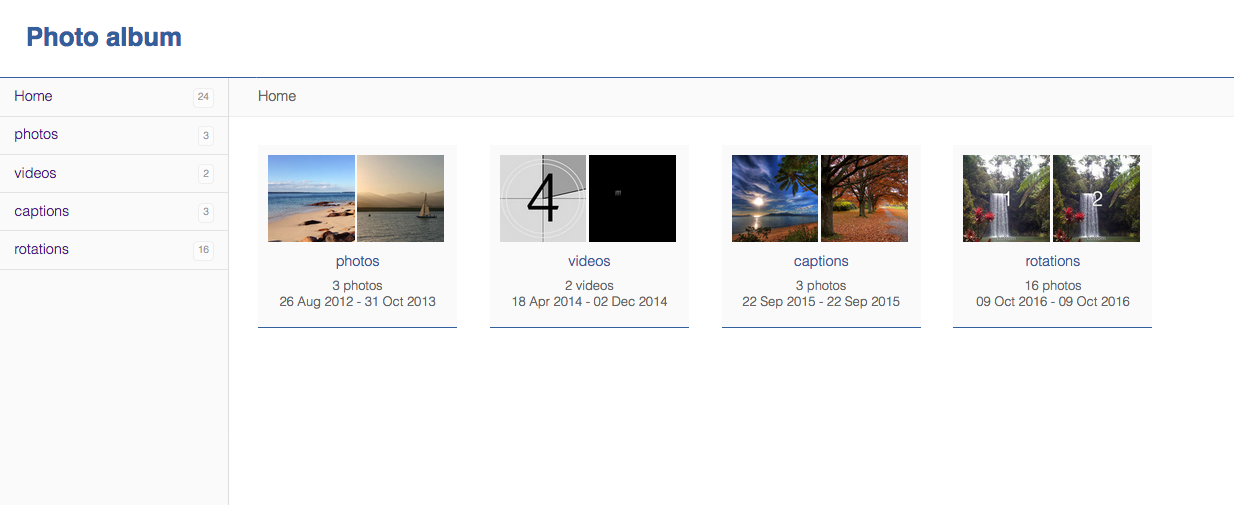 Photo album
Home 24
photos 3
videos 2
captions 3
rotations 16
Home
4
1
2
photos
3 photos
26 Aug 2012 - 31 Oct 2013
videos
2 videos
18 Apr 2014 - 02 Dec 2014
captions
3 photos
22 Sep 2015 - 22 Sep 2015
rotations
16 photos
09 Oct 2016 - 09 Oct 2016